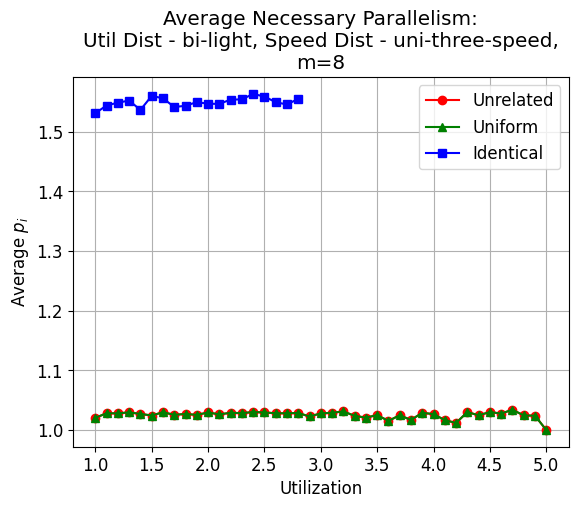 Average Necessary Parallelism:
Util Dist - bi-light, Speed Dist - uni-three-speed,
m=8
Unrelated
Uniform
Identical
Average $p_i$
1.5
1.4
1.3
1.2
1.1
1.0
1.0 1.5 2.0 2.5 3.0 3.5 4.0 4.5 5.0
Utilization